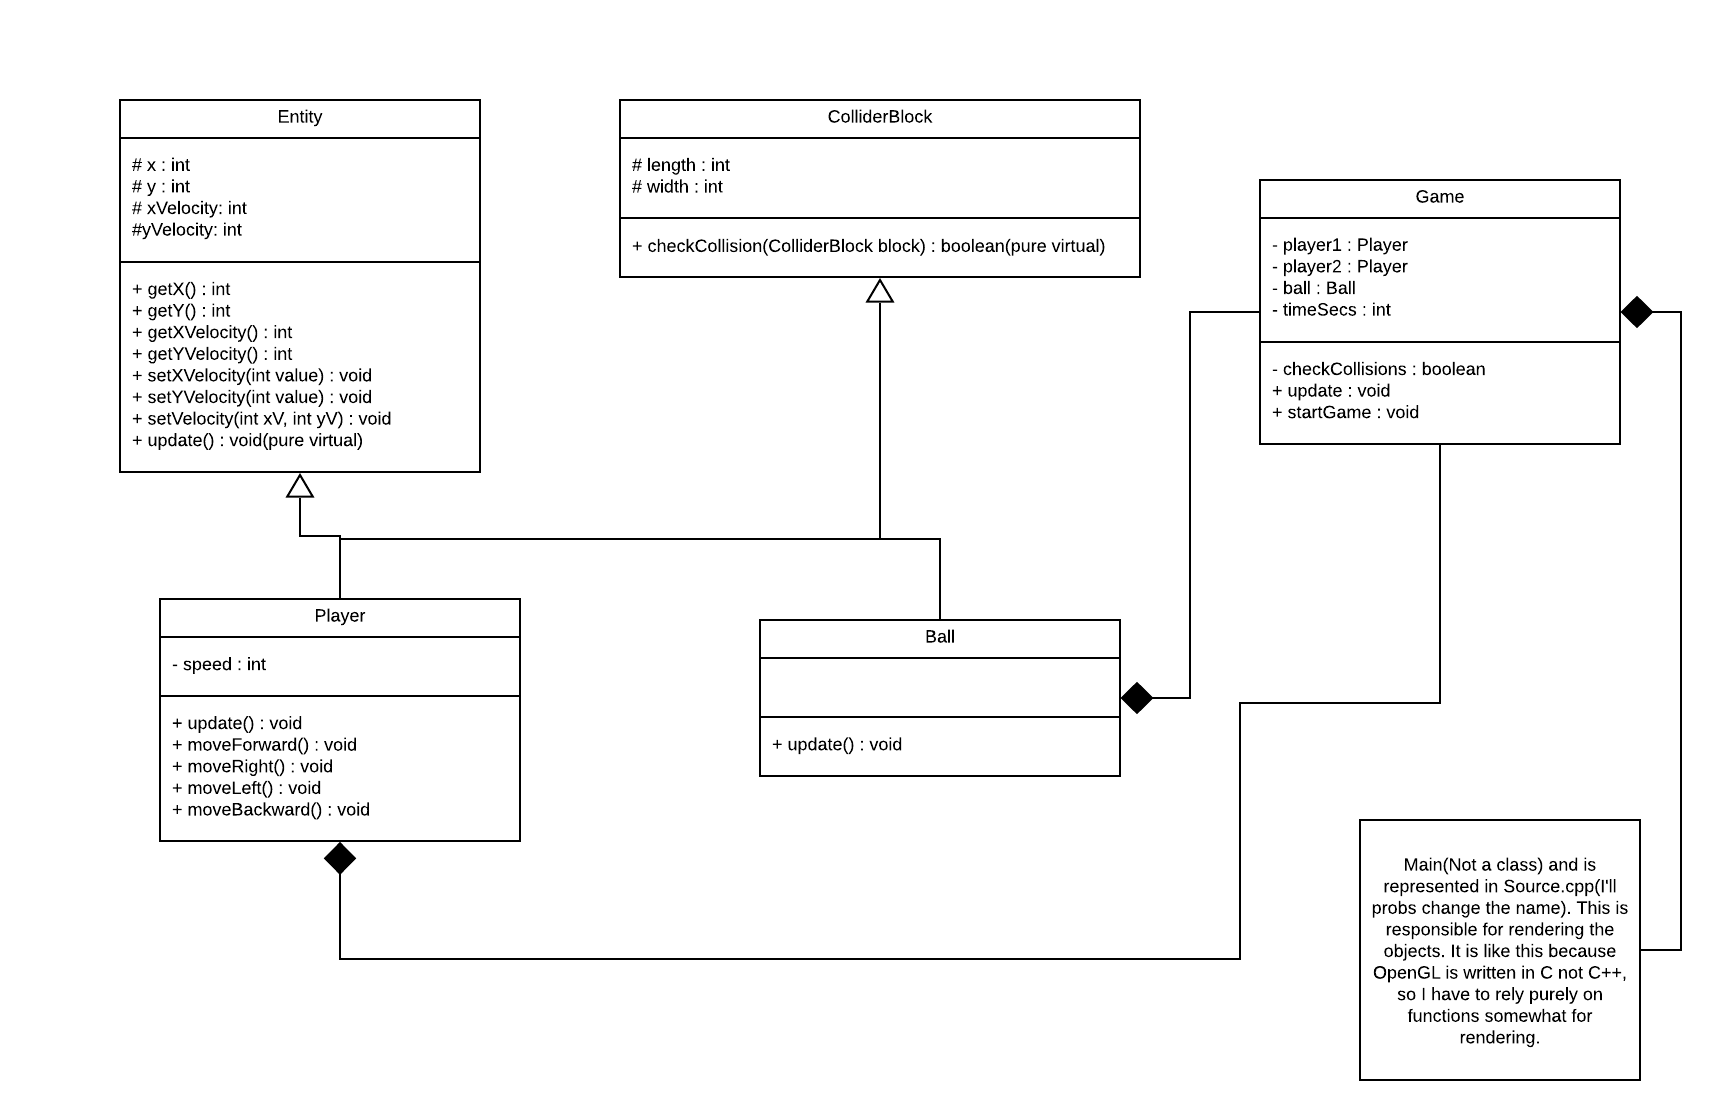 Entity
# x : int
# y : int
# xVelocity: int
#yVelocity: int
+ getX() : int
+ getY() : int
+ getXVelocity() : int
+ getYVelocity() : int
+ setXVelocity(int value) : void
+ setYVelocity(int value) : void
+ setVelocity(int xV, int yV) : void
+ update() : void(pure virtual)
ColliderBlock
# length : int
# width : int
+ checkCollision(ColliderBlock block) : boolean(pure virtual)
Game
- player1 : Player
- player2 : Player
- ball : Ball
- timeSecs : int
- checkCollisions : boolean
+ update : void
+ startGame : void
Player
- speed : int
+ update() : void
+ moveForward() : void
+ moveRight() : void
+ moveLeft() : void
+ moveBackward() : void
Ball
+ update() : void
Main(Not a class) and is
represented in Source.cpp(I'll
probs change the name). This is
responsible for rendering the
objects. It is like this because
OpenGL is written in C not C++,
so I have to rely purely on
functions somewhat for
rendering.